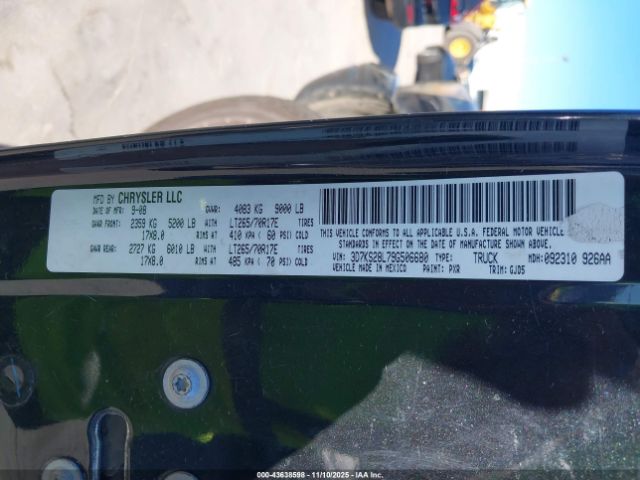 MFD BY CHRYSLER LLC
DATE OF MFR: 9-08 GVWR: 4083 KG 9000 LB
GAWR FRONT: 2359 KG 5200 LB WITH LT265/70R17E TIRES
17X8.0 RIMS AT 410 KPA ( 60 PSI) COLD
GAWR REAR: 2727 KG 6010 LB WITH LT265/70R17E TIRES
17X8.0 RIMS AT 485 KPA ( 70 PSI) COLD
THIS VEHICLE CONFORMS TO ALL APPLICABLE U.S.A. FEDERAL MOTOR VEHICLE
STANDARDS IN EFFECT ON THE DATE OF MANUFACTURE SHOWN ABOVE.
VIN: 3D7KS28L79G506680 TYPE: TRUCK MDH: 092310 926AA
VEHICLE MADE IN MEXICO PAINT: PXR TRIM: GJD5
© IAA - 43638598 - 11/10/2025 - IAAI.COM